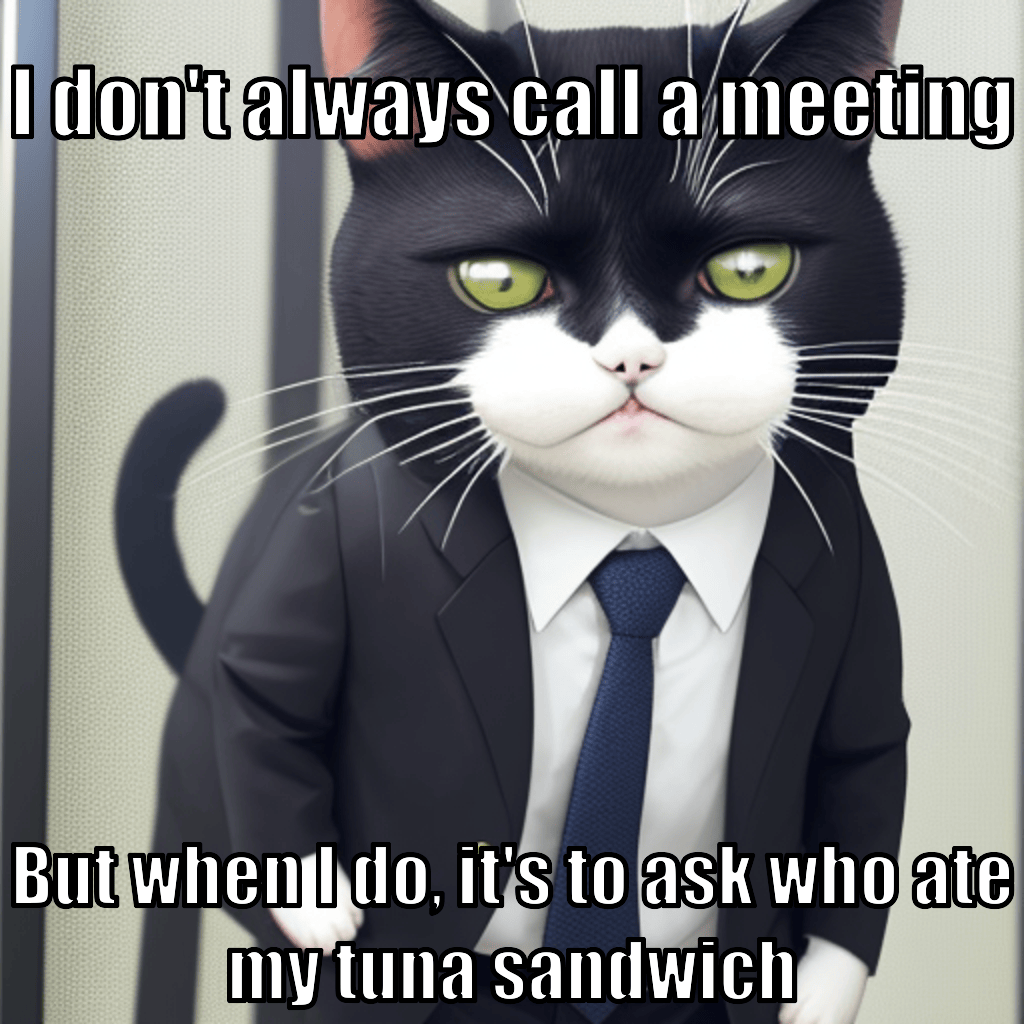 I don't always call a meeting
But when I do, it's to ask who ate
my tuna sandwich